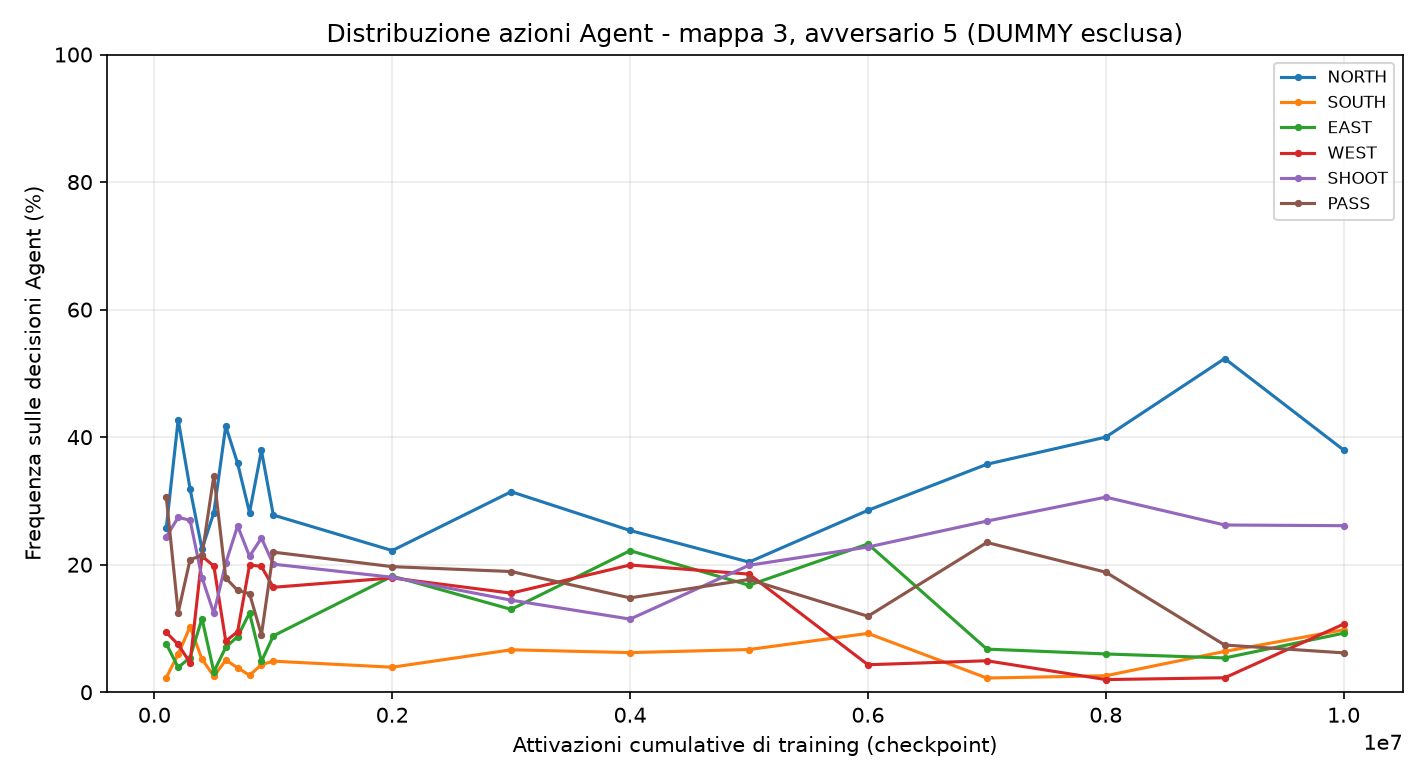 Distribuzione azioni Agent - mappa 3, avversario 5 (DUMMY esclusa)
100
80
60
40
20
0
Frequenza sulle decisioni Agent (%)
NORTH
SOUTH
EAST
WEST
SHOOT
PASS
0.0
0.2
0.4
0.6
0.8
1.0
1e7
Attivazioni cumulative di training (checkpoint)